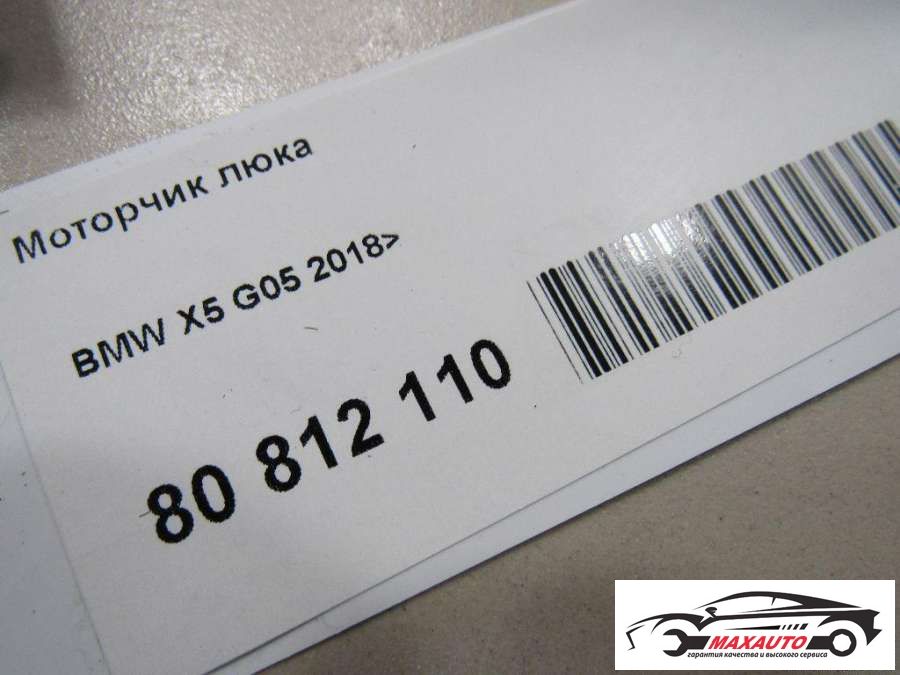 Моторчик люка
BMW X5 G05 2018>
80 812 110
MAXAUTO
гарантия качества и высокого сервиса